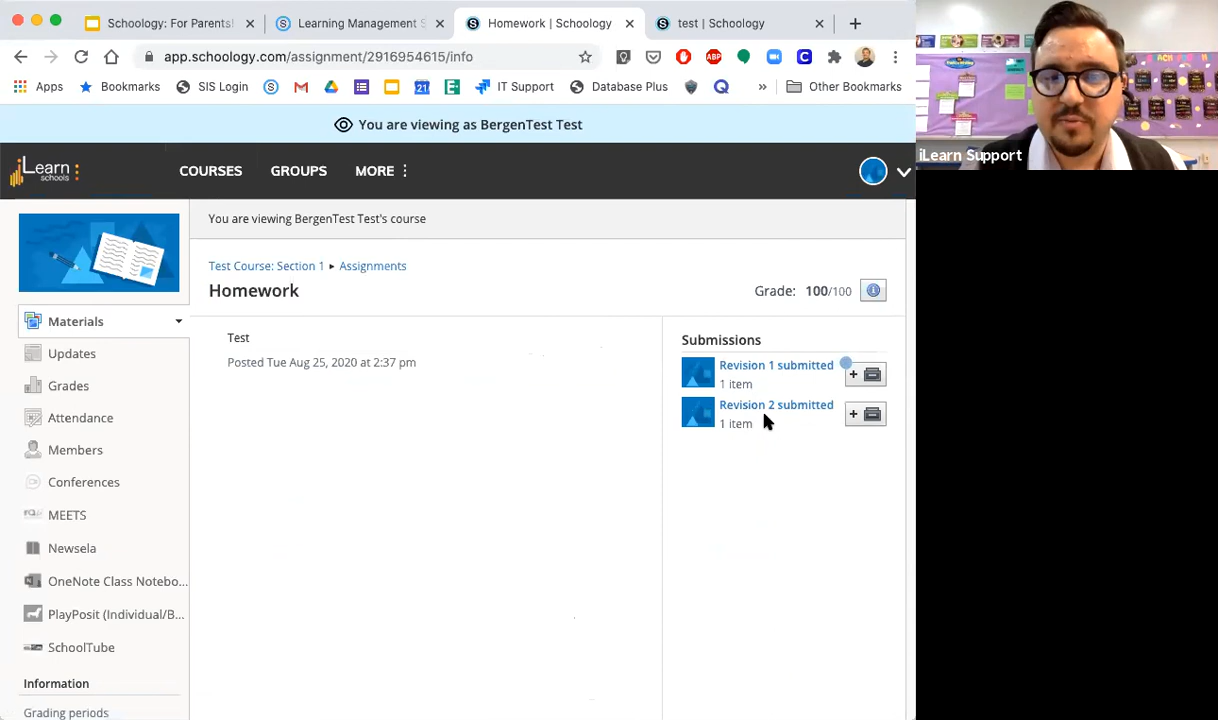 Schoology: For Parents!
Learning Management S
Homework | Schoology
test | Schoology
app.schoology.com/assignment/2916954615/info
Apps
Bookmarks
SIS Login
IT Support
Database Plus
»
Other Bookmarks
You are viewing as BergenTest Test
iLearn
schools
COURSES
GROUPS
MORE
iLearn Support
You are viewing BergenTest Test's course
Test Course: Section 1 ▸ Assignments
Homework
Grade: 100/100
Materials
Updates
Grades
Attendance
Members
Conferences
MEETS
Newsela
OneNote Class Notebo...
PlayPosit (Individual/B...
SchoolTube
Information
Grading periods
Test
Posted Tue Aug 25, 2020 at 2:37 pm
Submissions
Revision 1 submitted
1 item
Revision 2 submitted
1 item